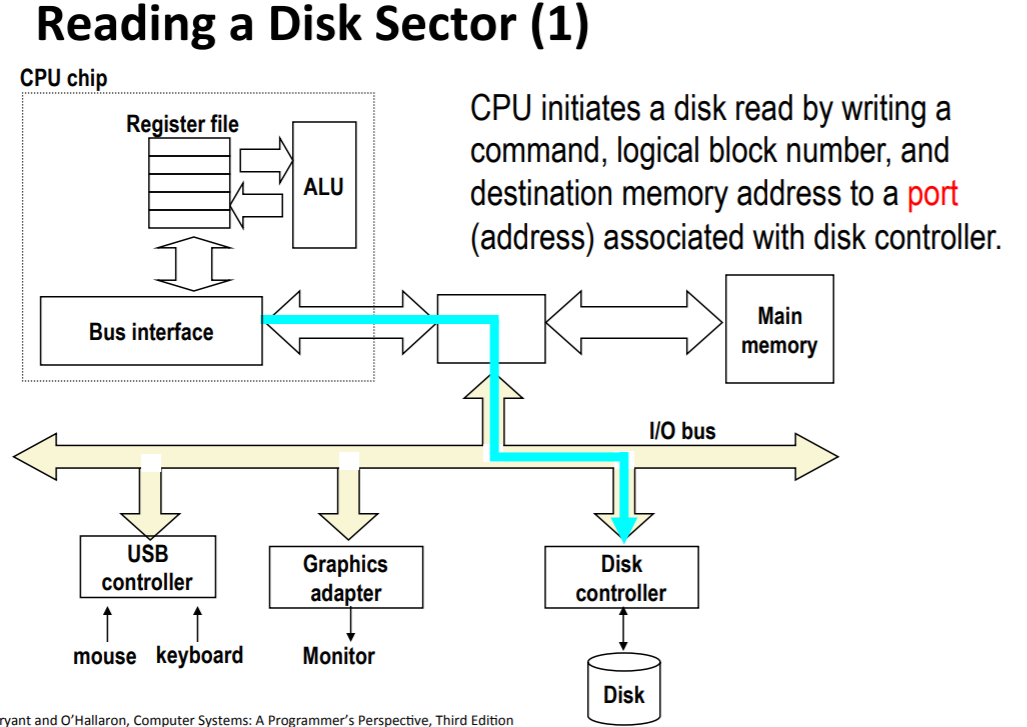 Reading a Disk Sector (1)
CPU chip
Register file
ALU
CPU initiates a disk read by writing a
command, logical block number, and
destination memory address to a port
(address) associated with disk controller.
Bus interface
Main
memory
I/O bus
USB
controller
Graphics
adapter
Disk
controller
mouse
keyboard
Monitor
Disk
ryant and O'Hallaron, Computer Systems: A Programmer's Perspective, Third Edition